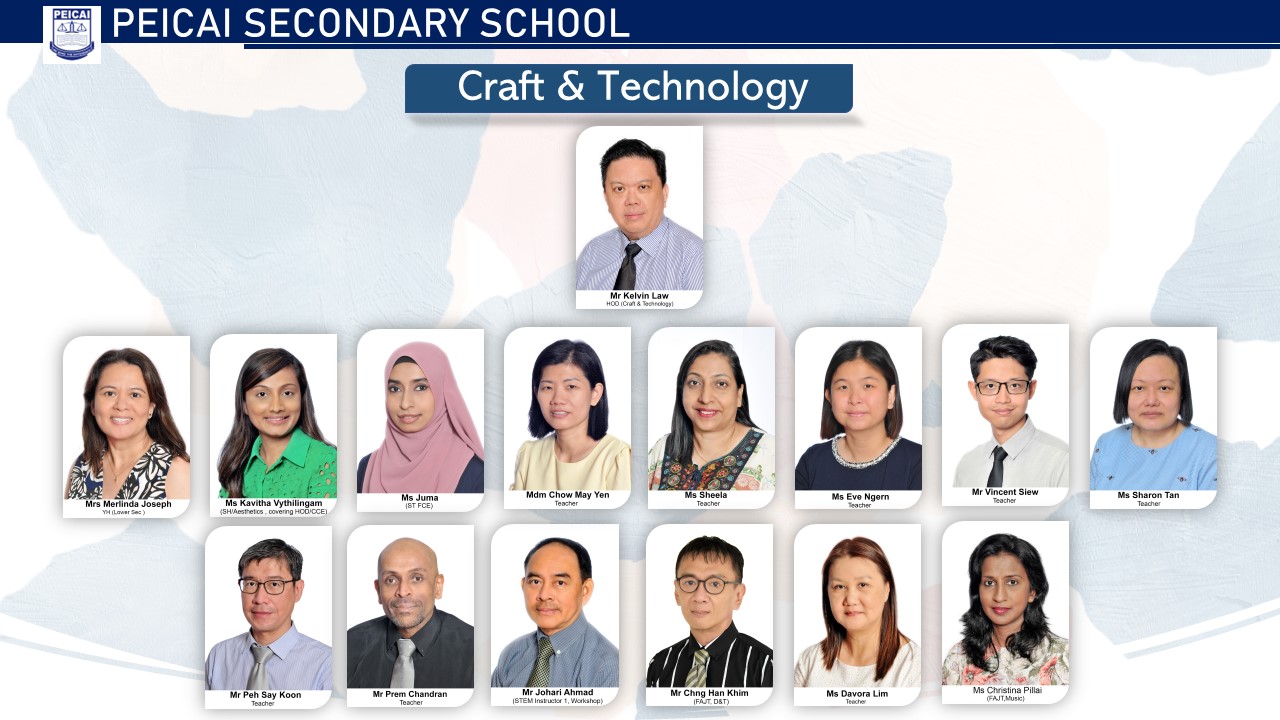 PEICAI
PEICAI SECONDARY SCHOOL
Craft & Technology
Mr Kelvin Law
HOD (Craft & Technology)
Mrs Merlinda Joseph
YH (Lower Sec )
Ms Kavitha Vythilingam
(SH/Aesthetics , covering HOD/CCE)
Ms Juma
(ST FCE)
Mdm Chow May Yen
Teacher
Ms Sheela
Teacher
Ms Eve Ngern
Teacher
Mr Vincent Siew
Teacher
Ms Sharon Tan
Teacher
Mr Peh Say Koon
Teacher
Mr Prem Chandran
Teacher
Mr Johari Ahmad
(STEM Instructor 1, Workshop)
Mr Chng Han Khim
(FAJT, D&T)
Ms Davora Lim
Teacher
Ms Christina Pillai
(FAJT,Music)